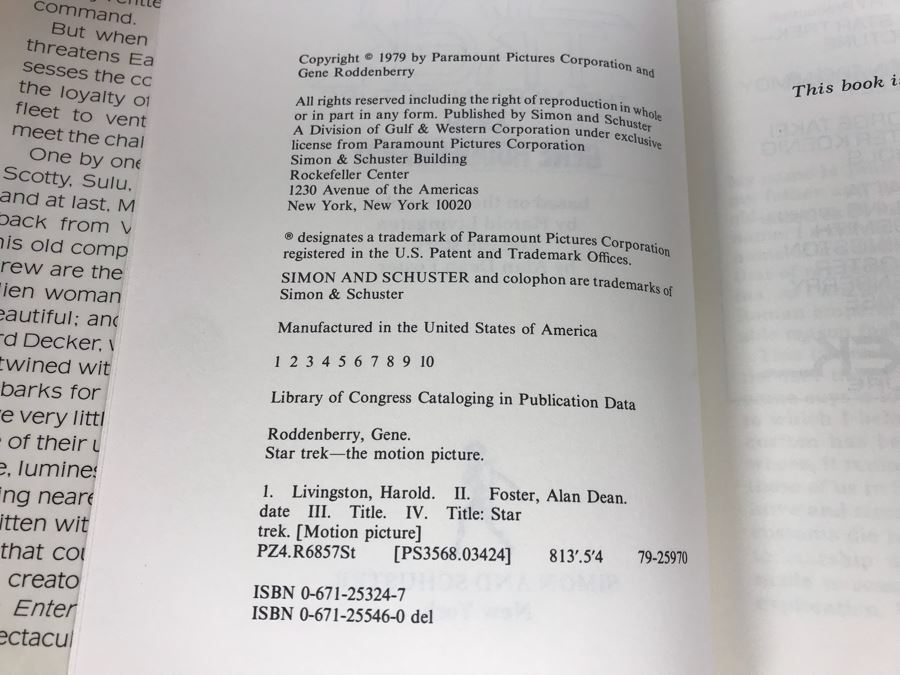 command.
But when
threatens Ea
sesses the cc
the loyalty of
fleet to vent
meet the chal
One by one
Scotty, Sulu,
and at last, M
back from V
his old comp
rew are the
lien woman
eautiful; and
rd Decker,
twined wit
barks for
e very littl
of their
e, lumines
ing neare
itten wit
that cou
creato
Enter
ectacul
Copyright © 1979 by Paramount Pictures Corporation and
Gene Roddenberry
All rights reserved including the right of reproduction in whole
or in part in any form. Published by Simon and Schuster
A Division of Gulf & Western Corporation under exclusive
license from Paramount Pictures Corporation
Simon & Schuster Building
Rockefeller Center
1230 Avenue of the Americas
New York, New York 10020
® designates a trademark of Paramount Pictures Corporation
registered in the U.S. Patent and Trademark Offices.
SIMON AND SCHUSTER and colophon are trademarks of
Simon & Schuster
Manufactured in the United States of America
1 2 3 4 5 6 7 8 9 10
Library of Congress Cataloging in Publication Data
Roddenberry, Gene.
Star trek—the motion picture.
1. Livingston, Harold. II. Foster, Alan Dean.
date III. Title. IV. Title: Star
trek. [Motion picture]
PZ4.R6857St [PS3568.03424] 813'.5'4 79-25970
ISBN 0-671-25324-7
ISBN 0-671-25546-0 del
This book i